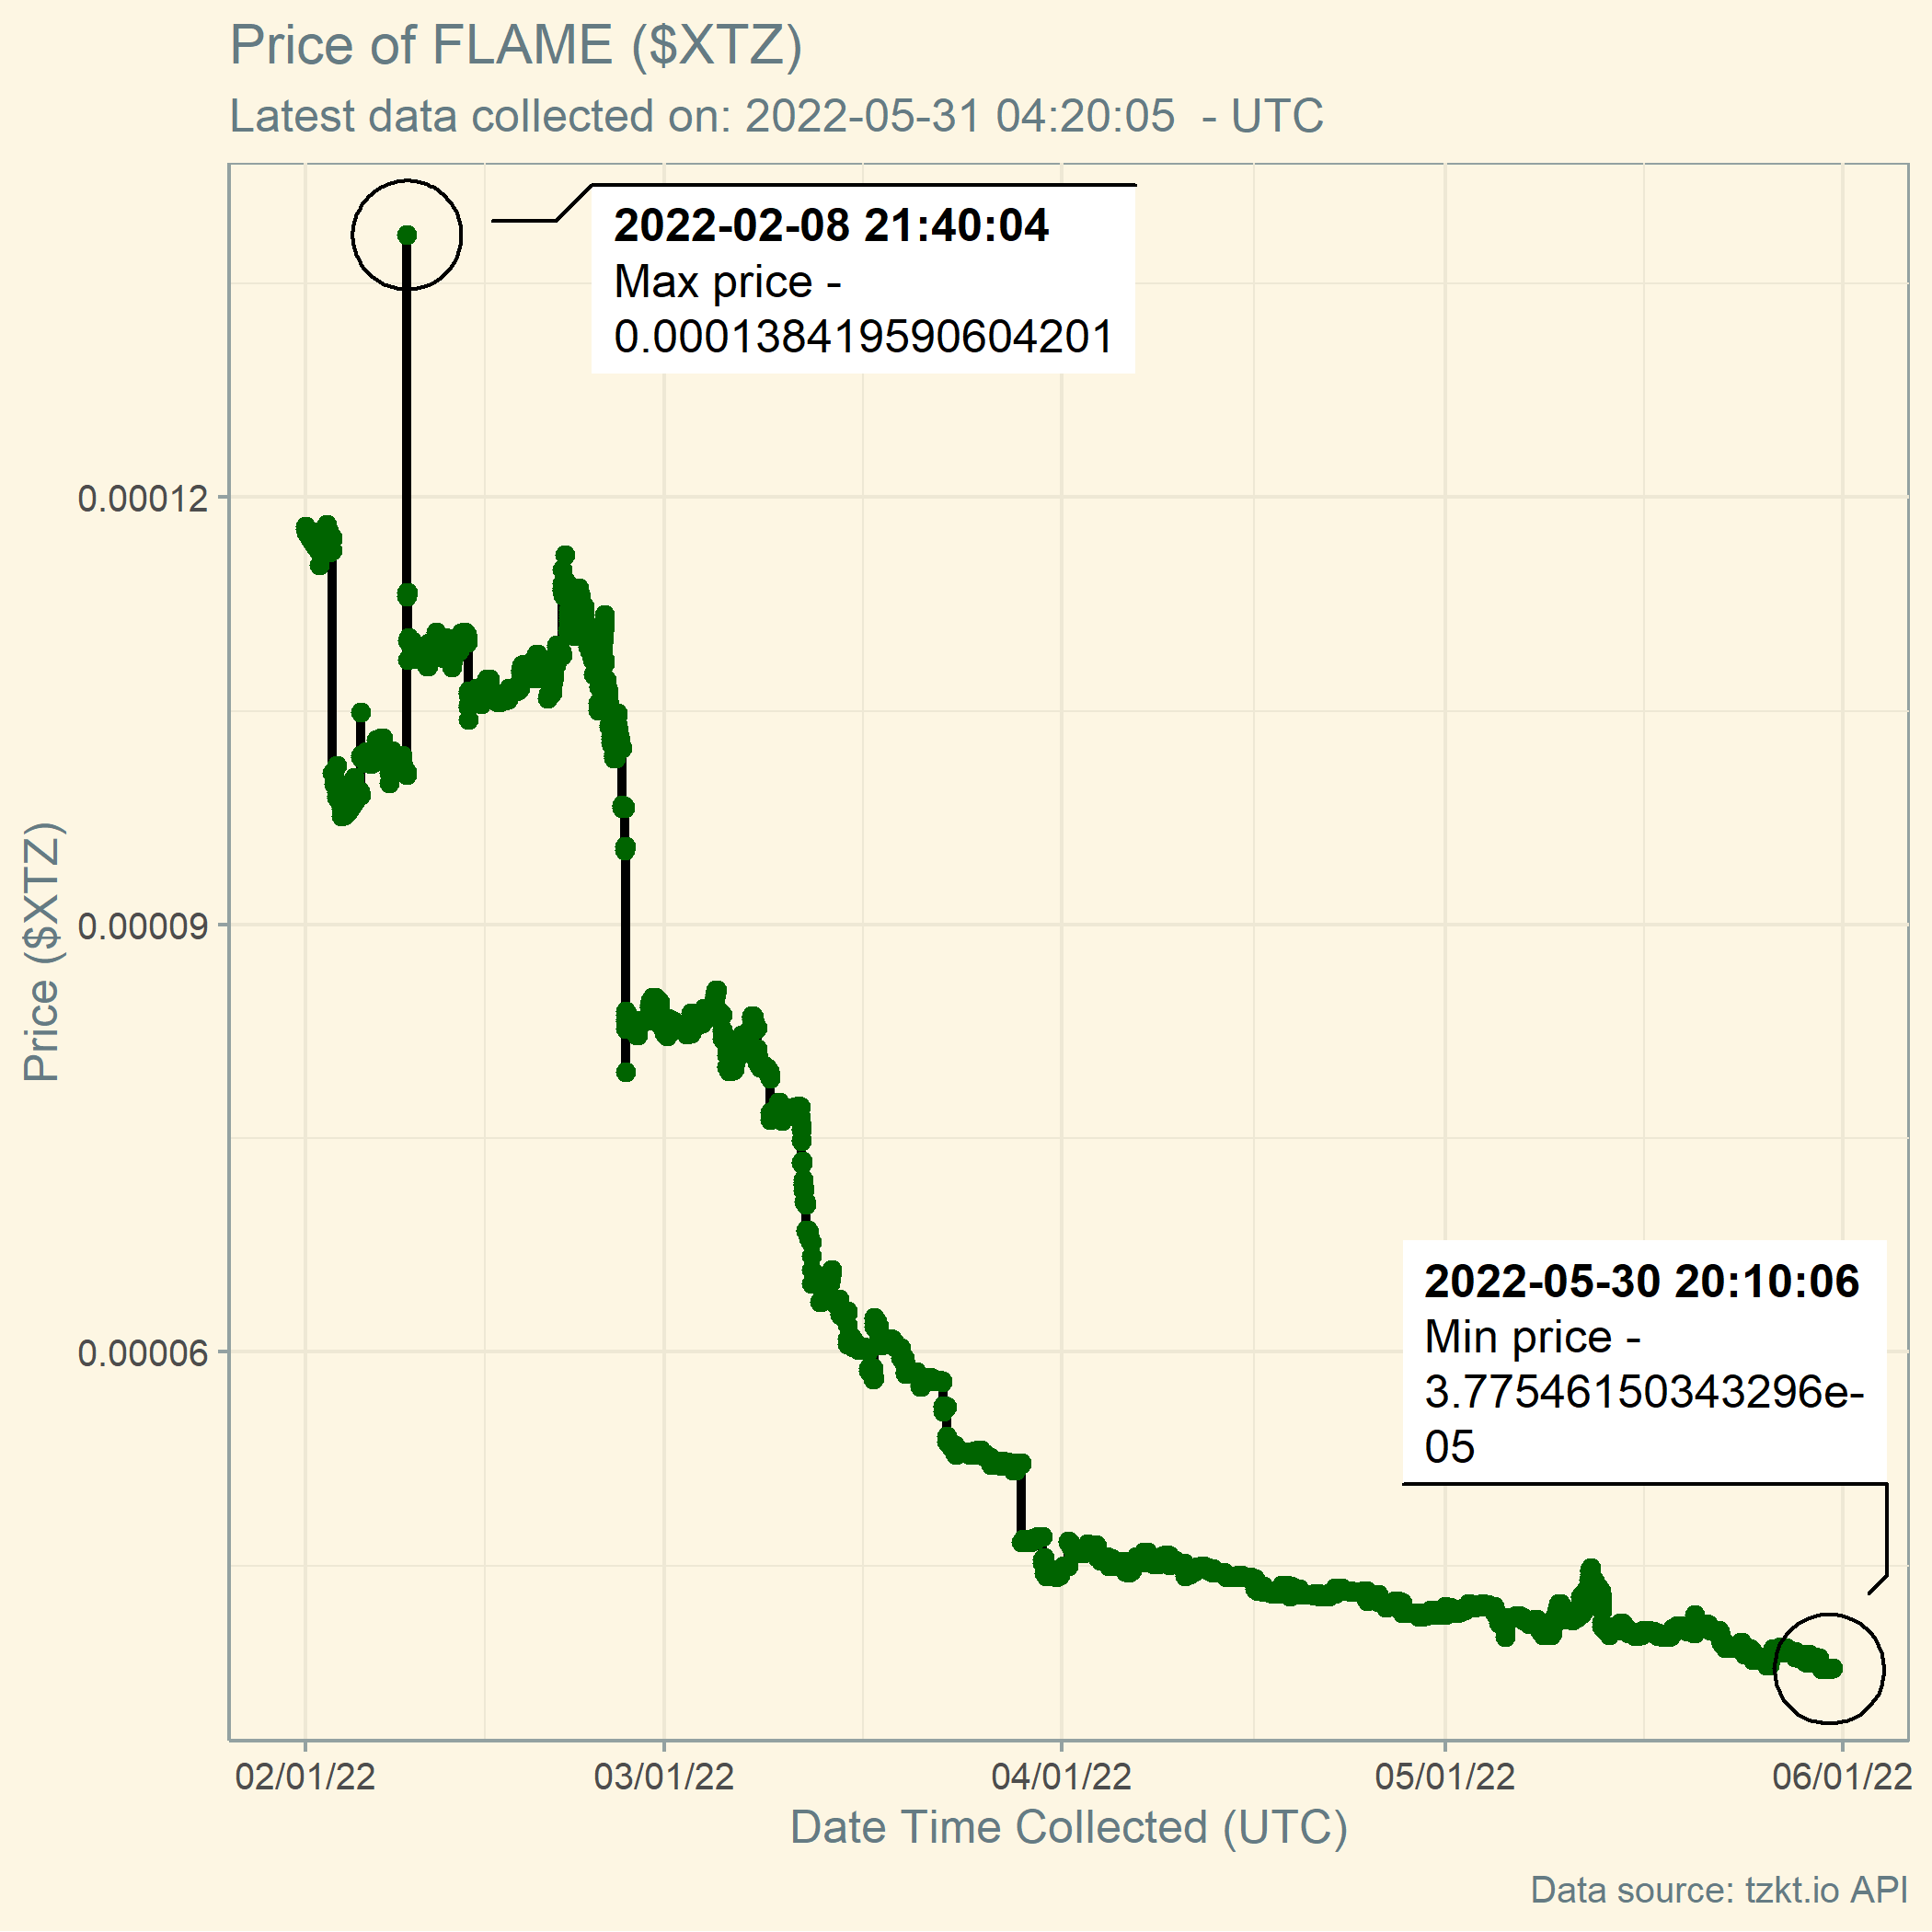 Price of FLAME ($XTZ)
Latest data collected on: 2022-05-31 04:20:05  - UTC
2022-02-08 21:40:04
Max price -
0.000138419590604201
0.00012
0.00009
0.00006
Price ($XTZ)
2022-05-30 20:10:06
Min price -
3.77546150343296e-
05
02/01/22
03/01/22
04/01/22
05/01/22
06/01/22
Date Time Collected (UTC)
Data source: tzkt.io API